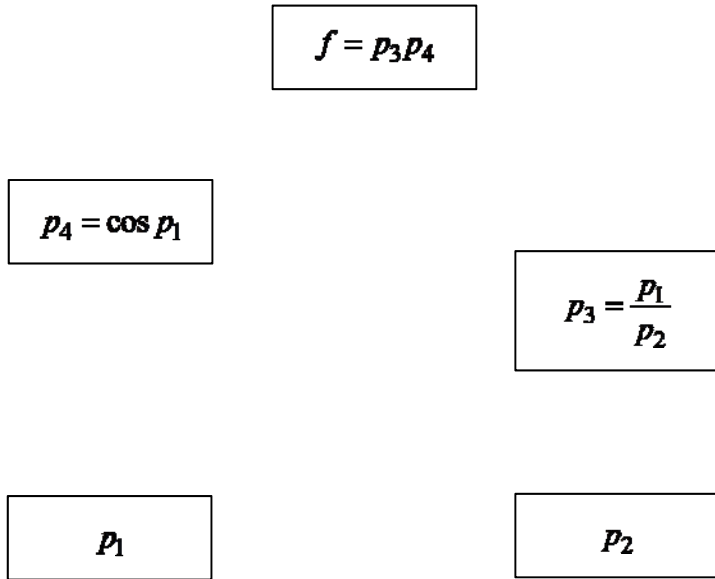 f = p₃p₄
p₄ = cos p₁
p₃ = p₁/p₂
p₁
p₂